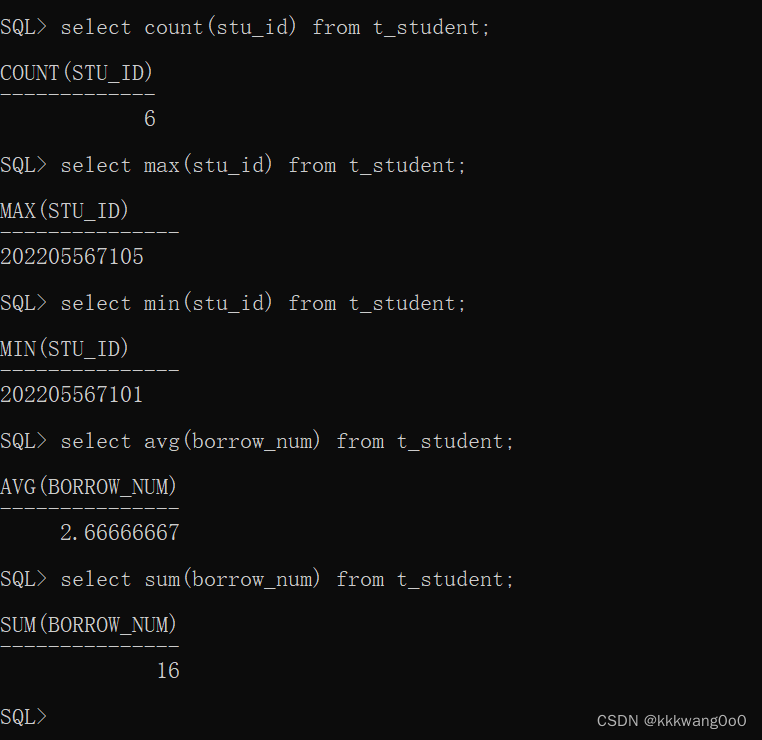 SQL> select count(stu_id) from t_student;
COUNT(STU_ID)
-------------
6
SQL> select max(stu_id) from t_student;
MAX(STU_ID)
---------------
202205567105
SQL> select min(stu_id) from t_student;
MIN(STU_ID)
---------------
202205567101
SQL> select avg(borrow_num) from t_student;
AVG(BORROW_NUM)
---------------
2.66666667
SQL> select sum(borrow_num) from t_student;
SUM(BORROW_NUM)
---------------
16
SQL>
CSDN @kkkwang0o0